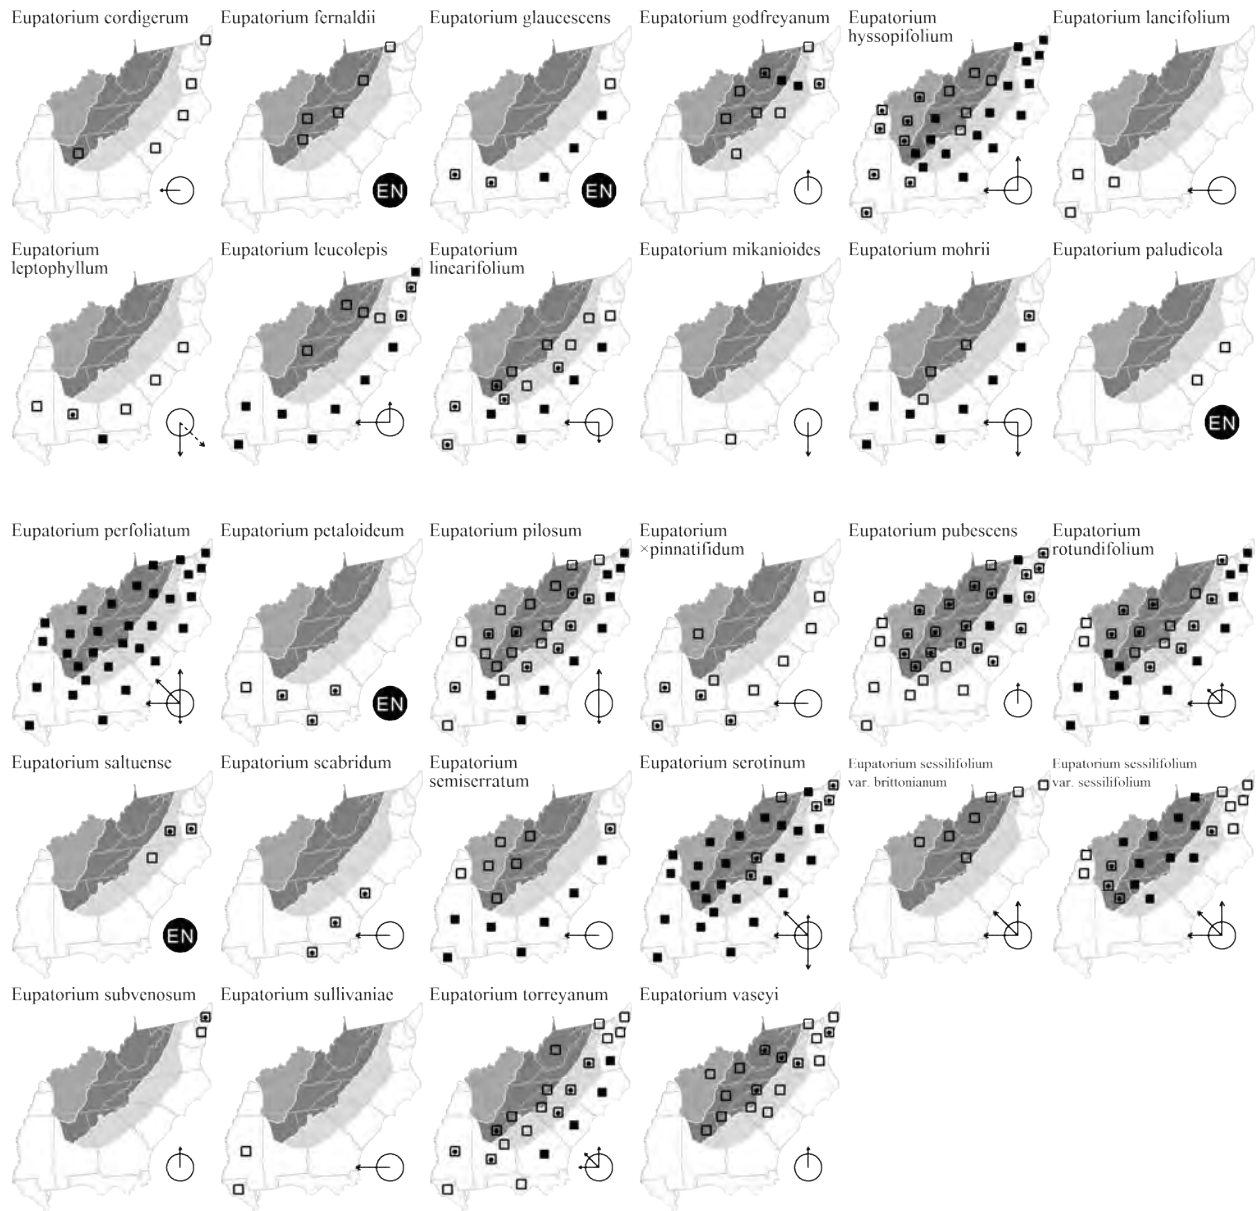 Eupatorium cordigerum
Eupatorium fernaldii
Eupatorium glaucescens
Eupatorium godfreyanum
Eupatorium
hyssopifolium
Eupatorium lancifolium
EN
EN
Eupatorium
leptophyllum
Eupatorium leucolepis
Eupatorium
linearifolium
Eupatorium mikanioides
Eupatorium mohrii
Eupatorium paludicola
EN
Eupatorium perfoliatum
Eupatorium petaloideum
Eupatorium pilosum
Eupatorium
×pinnatifidum
Eupatorium pubescens
Eupatorium
rotundifolium
EN
Eupatorium saltuense
Eupatorium scabridum
Eupatorium
semiserratum
Eupatorium serotinum
Eupatorium sessilifolium
var. brittonianum
Eupatorium sessilifolium
var. sessilifolium
EN
Eupatorium subvenosum
Eupatorium sullivaniae
Eupatorium torreyanum
Eupatorium vaseyi